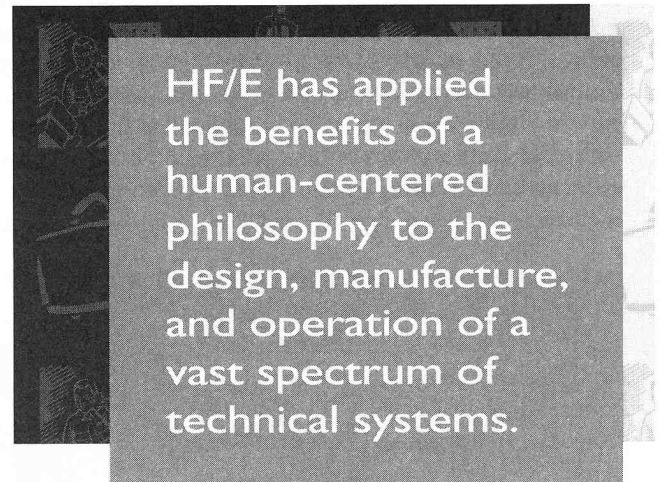 HF/E has applied
the benefits of a
human-centered
philosophy to the
design, manufacture,
and operation of a
vast spectrum of
technical systems.